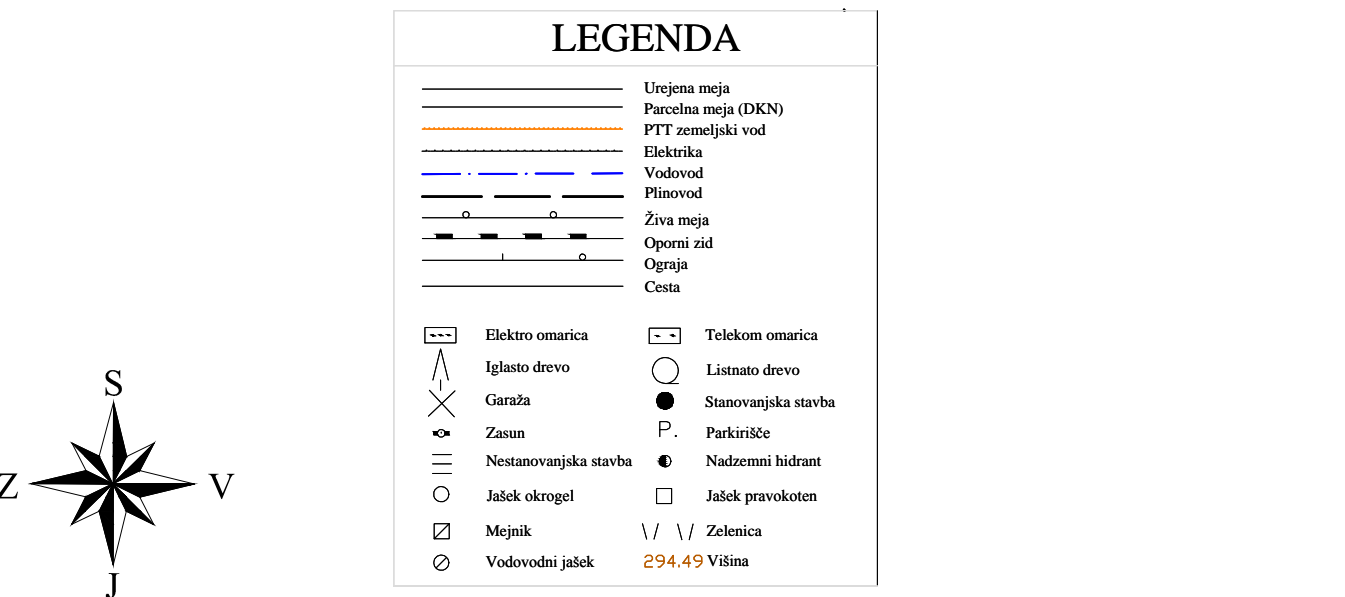 LEGENDA
Urejena meja
Parcelna meja (DKN)
PTT zemeljski vod
Elektrika
Vodovod
Plinovod
Živa meja
Oporni zid
Ograja
Cesta
Elektro omarica Telekom omarica
Iglasto drevo Listnato drevo
Garaža Stanovanjska stavba
Zasun P. Parkirišče
Nestanovanjska stavba Nadzemni hidrant
Jašek okrogel Jašek pravokoten
Mejnik Zelenica
Vodovodni jašek 294.49 Višina
S
Z V
J